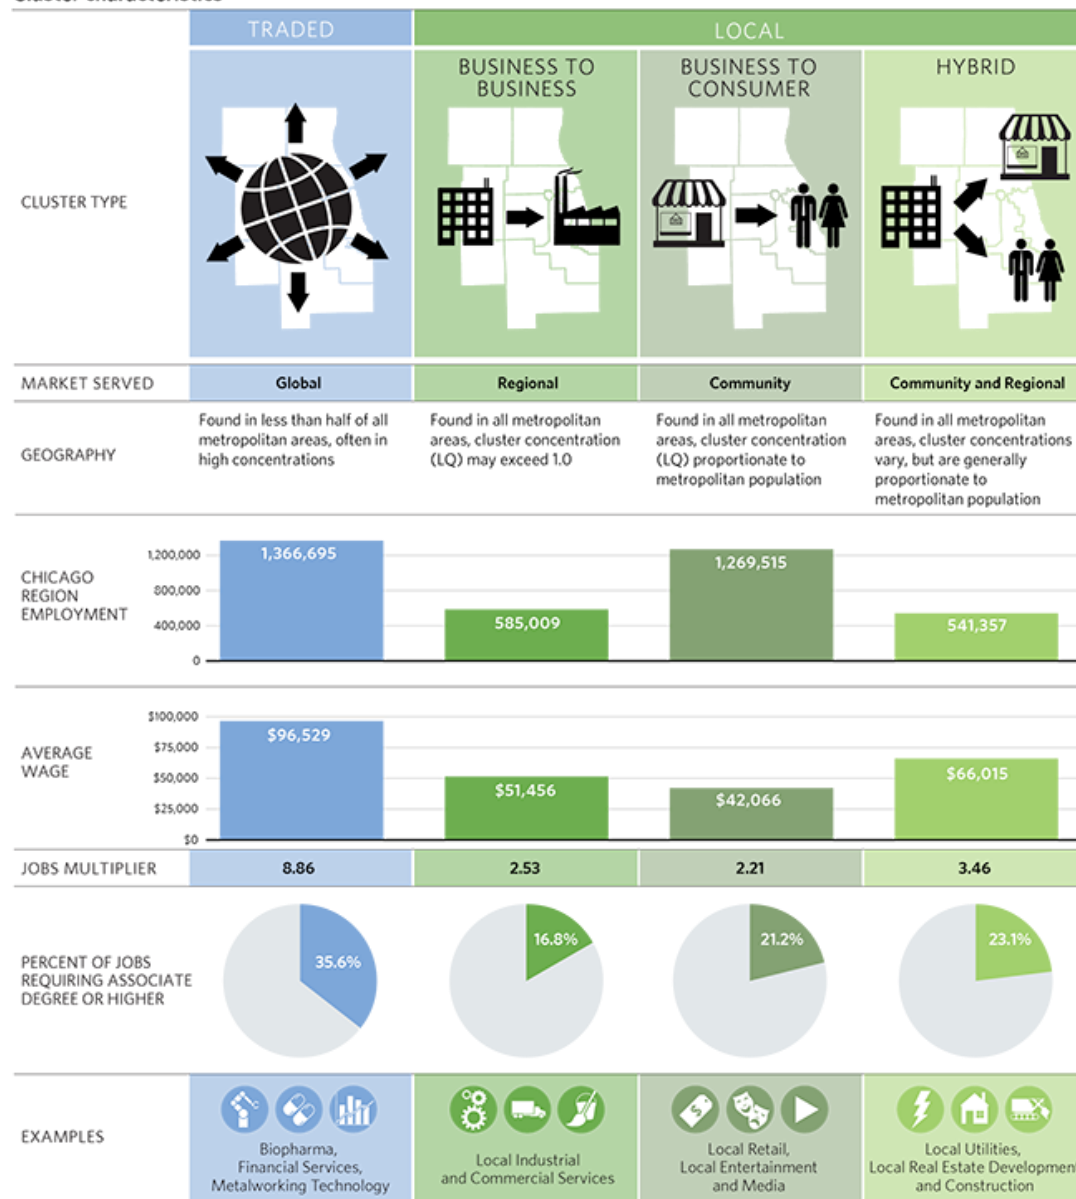 TRADED
LOCAL
BUSINESS TO
BUSINESS
BUSINESS TO
CONSUMER
HYBRID
CLUSTER TYPE
MARKET SERVED
Global
Regional
Community
Community and Regional
GEOGRAPHY
Found in less than half of all
metropolitan areas, often in
high concentrations
Found in all metropolitan
areas, cluster concentration
(LQ) may exceed 1.0
Found in all metropolitan
areas, cluster concentration
(LQ) proportionate to
metropolitan population
Found in all metropolitan
areas, cluster concentrations
vary, but are generally
proportionate to
metropolitan population
CHICAGO
REGION
EMPLOYMENT
1,200,000
800,000
400,000
0
1,366,695
585,009
1,269,515
541,357
AVERAGE
WAGE
$100,000
$75,000
$50,000
$25,000
$0
$96,529
$51,456
$42,066
$66,015
JOBS MULTIPLIER
8.86
2.53
2.21
3.46
PERCENT OF JOBS
REQUIRING ASSOCIATE
DEGREE OR HIGHER
35.6%
16.8%
21.2%
23.1%
EXAMPLES
Biopharma,
Financial Services,
Metalworking Technology
Local Industrial
and Commercial Services
Local Retail,
Local Entertainment
and Media
Local Utilities,
Local Real Estate Development
and Construction